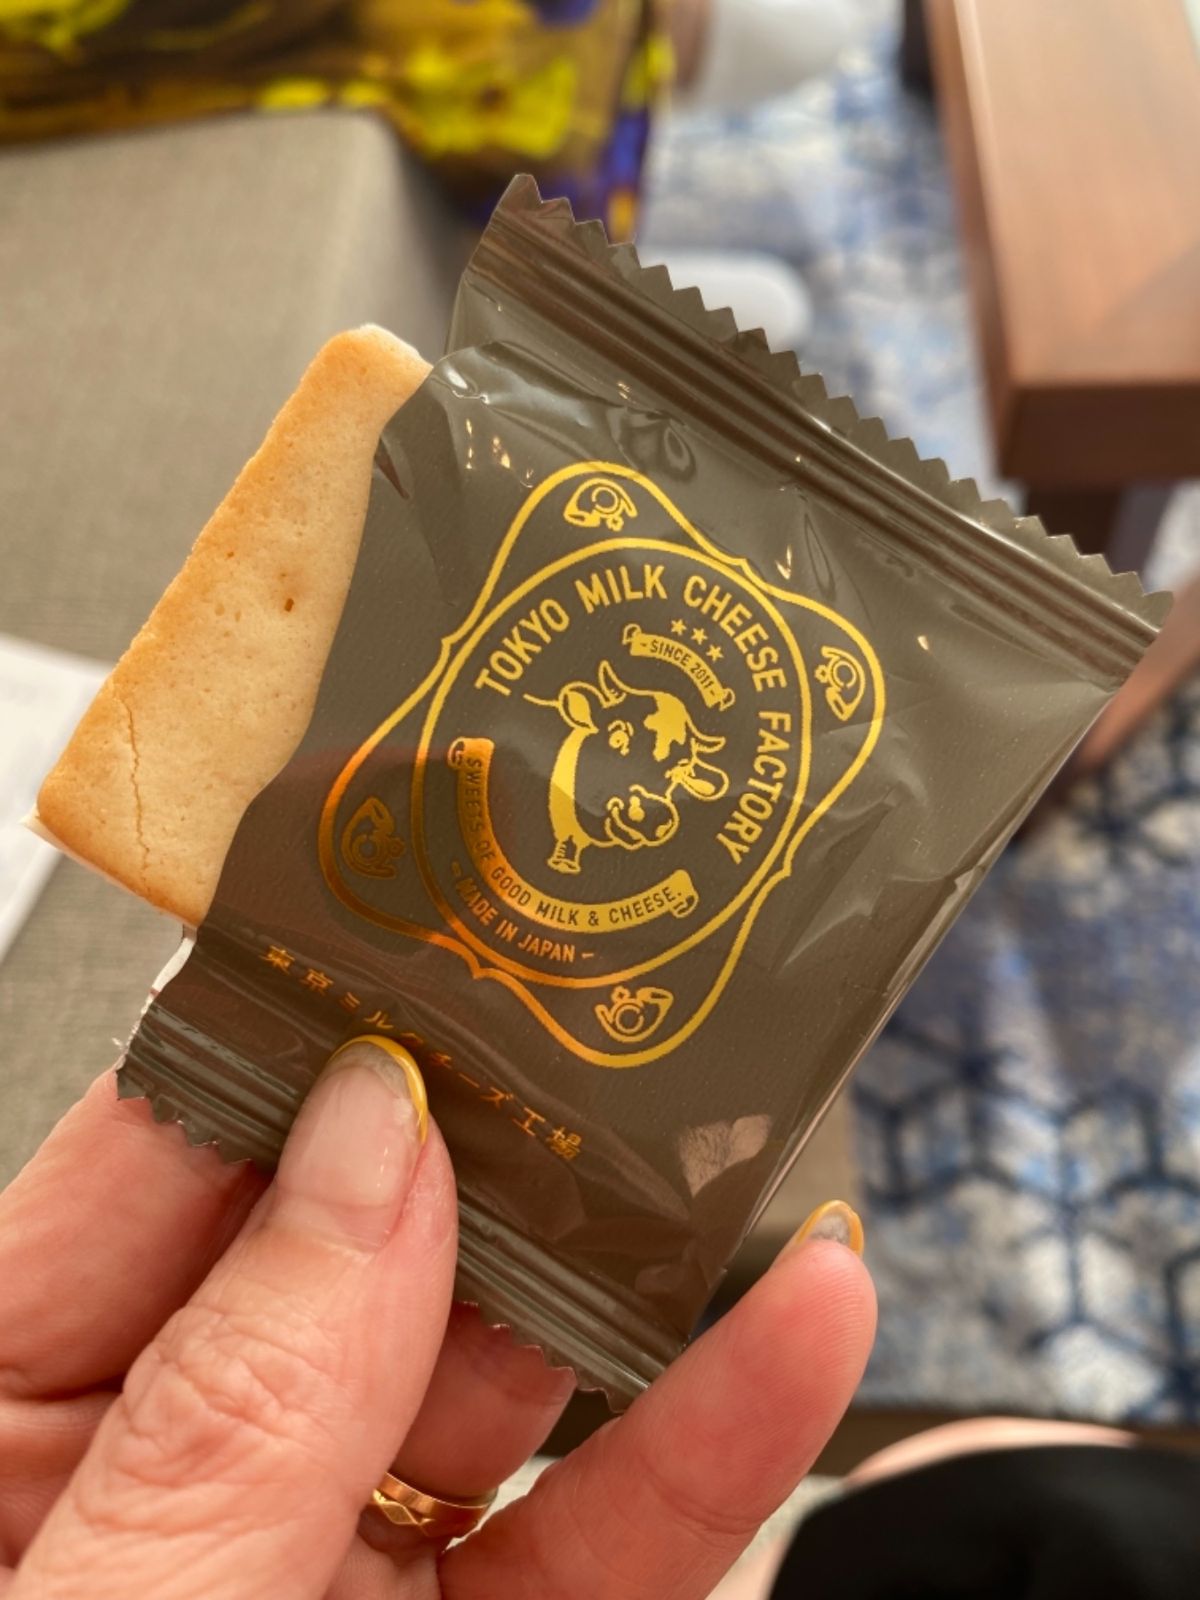 TOKYO MILK CHEESE FACTORY
- SINCE 2011 -
SWEETS OF GOOD MILK & CHEESE.
- MADE IN JAPAN -
東京ミルクチーズ工場